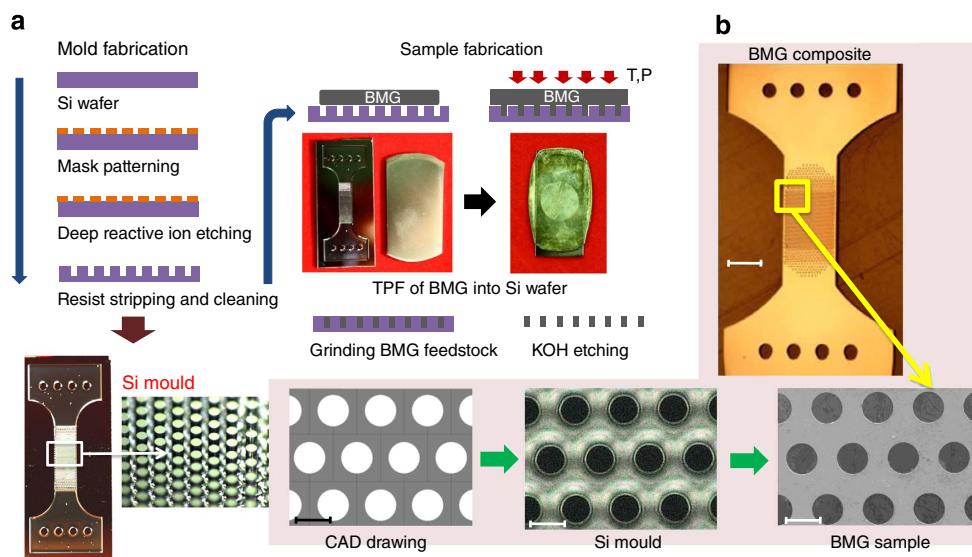 a
Mold fabrication
Si wafer
Mask patterning
Deep reactive ion etching
Resist stripping and cleaning
Sample fabrication
T,P
BMG
BMG
TPF of BMG into Si wafer
Grinding BMG feedstock
KOH etching
Si mould
b
BMG composite
CAD drawing
Si mould
BMG sample